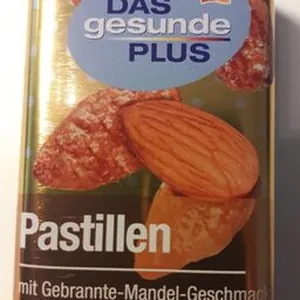 DAS
gesunde
PLUS
Pastillen
mit Gebrannte-Mandel-Geschmack